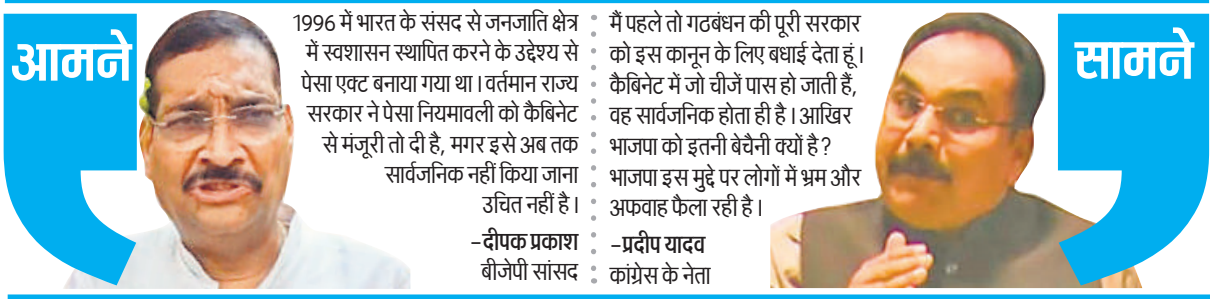 आमने
1996 में भारत के संसद से जनजाति क्षेत्र
में स्वशासन स्थापित करने के उद्देश्य से
पेसा एक्ट बनाया गया था। वर्तमान राज्य
सरकार ने पेसा नियमावली को कैबिनेट
से मंजूरी तो दी है, मगर इसे अब तक
सार्वजनिक नहीं किया जाना
उचित नहीं है।
–दीपक प्रकाश
बीजेपी सांसद
मैं पहले तो गठबंधन की पूरी सरकार
को इस कानून के लिए बधाई देता हूं।
कैबिनेट में जो चीजें पास हो जाती हैं,
वह सार्वजनिक होता ही है। आखिर
भाजपा को इतनी बेचैनी क्यों है?
भाजपा इस मुद्दे पर लोगों में भ्रम और
अफवाह फैला रही है।
–प्रदीप यादव
कांग्रेस के नेता
सामने